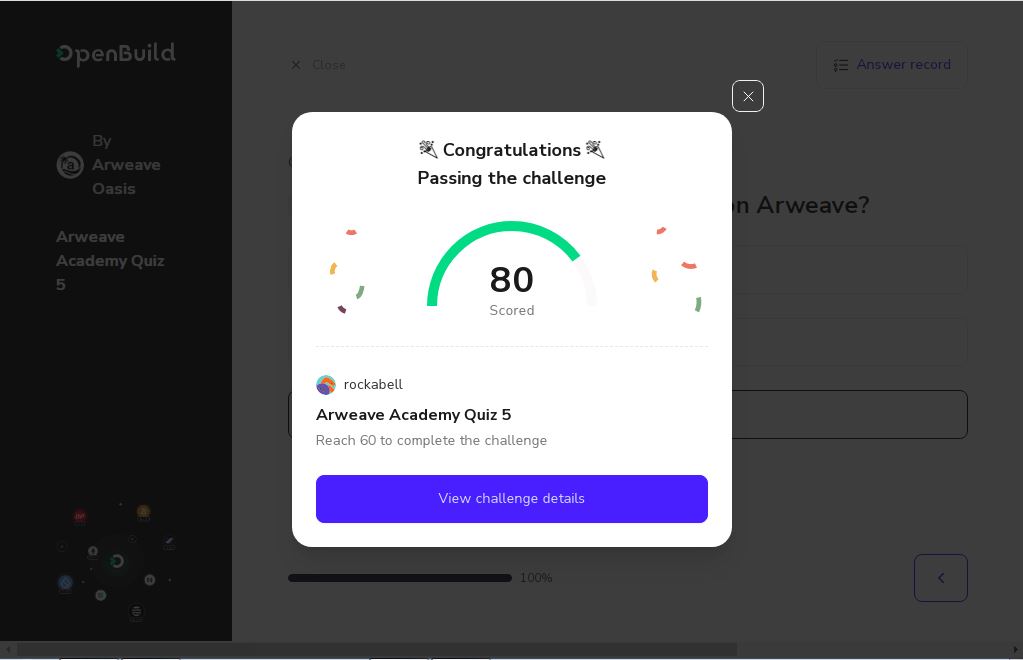 OpenBuild
By
Arweave
Oasis
Arweave
Academy Quiz
5
Close
Answer record
on Arweave?
Congratulations
Passing the challenge
80
Scored
rockabell
Arweave Academy Quiz 5
Reach 60 to complete the challenge
View challenge details
100%